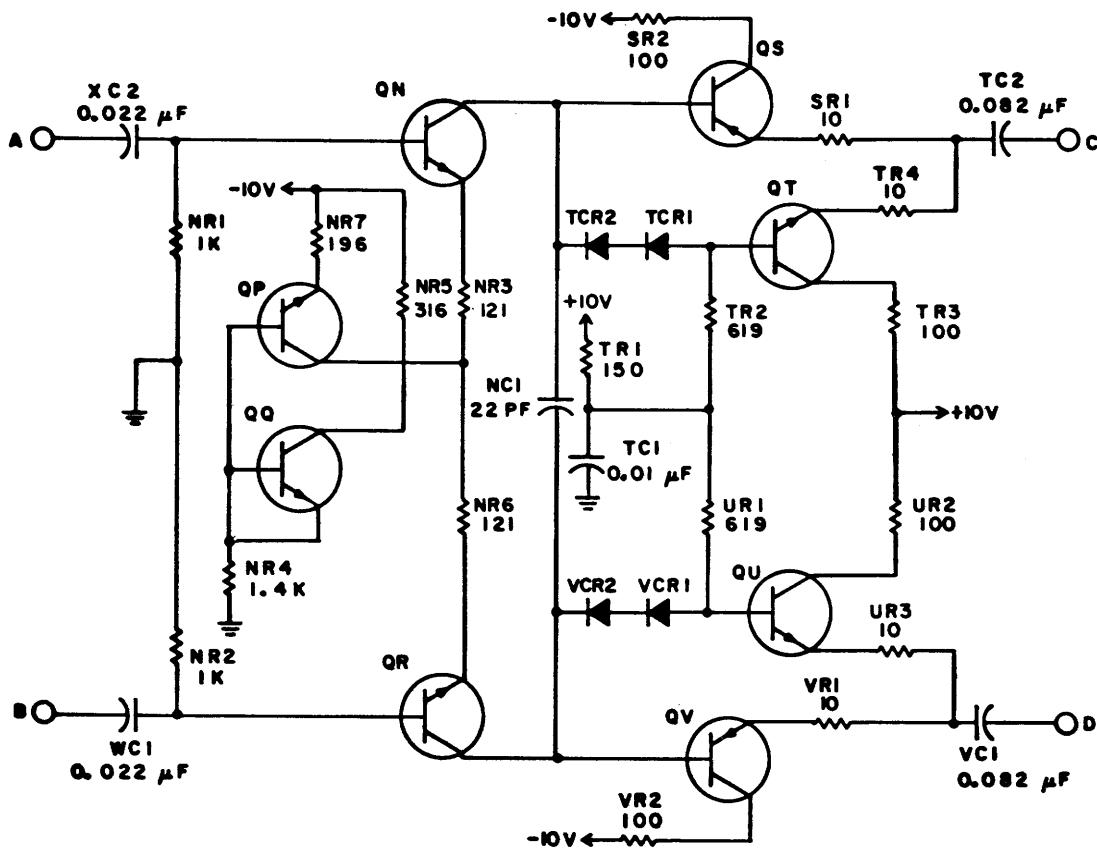 -10V
SR2
100
QS
XC2
0.022 µF
QN
SR1
10
TC2
0.082 µF
A
C
-10V
QT
TR4
10
NR1
1K
NR7
196
TCR2
TCR1
QP
NR5
316
NR3
121
+10V
TR2
619
TR3
100
TR1
150
NC1
22 PF
QQ
+10V
TC1
0.01 µF
NR6
121
UR1
619
UR2
100
NR4
1.4K
VCR2
VCR1
QU
UR3
10
NR2
1K
QR
VR1
10
B
QV
D
WC1
0.022 µF
VC1
0.082 µF
VR2
100
-10V